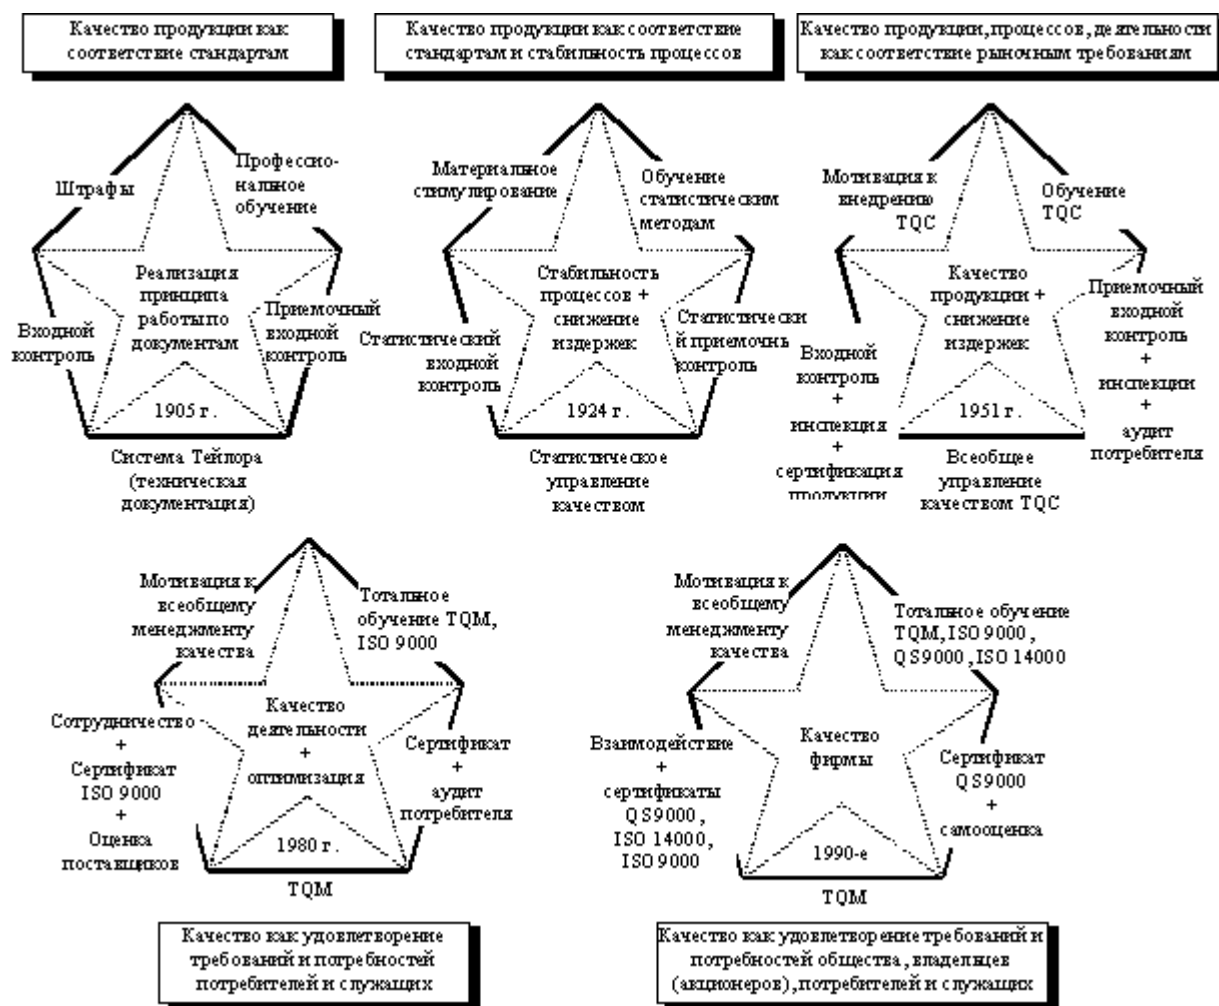 Качество продукции как
соответствие стандартам
Качество продукции как соответствие
стандартам и стабильность процессов
Качество продукции, процессов, деятельности
как соответствие рыночным требованиям
Штрафы
Профессио-
нальное
обучение
Реализация
принципа
работы по
документам
Входной
контроль
Приемочный
входной
контроль
1905 г.
Система Тейлора
(техническая
документация)
Материальное
стимулирование
Обучение
статистическим
методам
Стабильность
процессов +
снижение
издержек
Статистический
входной
контроль
Статистически
й приемочнь
контроль
1924 г.
Статистическое
управление
качеством
Мотивация к
внедрению
TQC
Обучение
TQC
Качество
продукции +
снижение
издержек
Входной
контроль
+
инспекция
+
сертификация
продукции
Приемочный
входной
контроль
+
инспекции
+
аудит
потребителя
1951 г.
Всеобщее
управление
качеством TQC
Мотивация к
всеобщему
менеджменту
качества
Тотальное
обучение TQM,
ISO 9000
Качество
деятельности
+
оптимизация
Сотрудничество
+
Сертификат
ISO 9000
+
Оценка
поставщиков
Сертификат
+
аудит
потребителя
1980 г.
TQM
Качество как удовлетворение
требований и потребностей
потребителей и служащих
Мотивация к
всеобщему
менеджменту
качества
Тотальное обучение
TQM, ISO 9000,
QS9000, ISO 14000
Качество
фирмы
Взаимодействие
+
сертификаты
QS9000,
ISO 14000,
ISO 9000
Сертификат
QS9000
+
самооценка
1990-е
TQM
Качество как удовлетворение требований и
потребностей общества, владельцев
(акционеров), потребителей и служащих